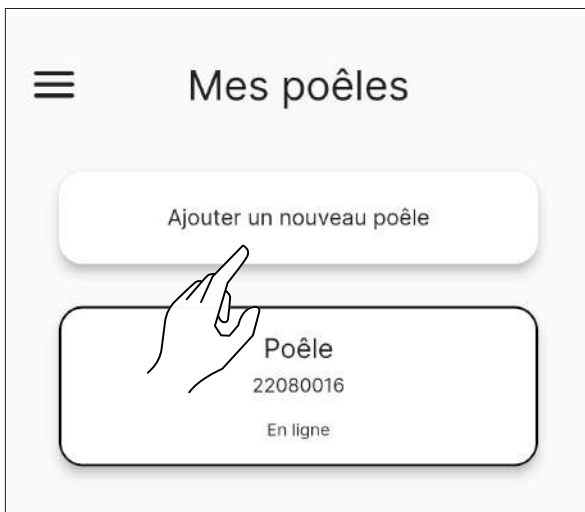 Mes poêles
Ajouter un nouveau poêle
Poêle
22080016
En ligne